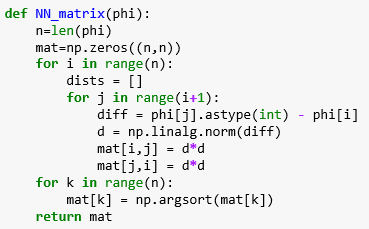 def NN_matrix(phi):
    n=len(phi)
    mat=np.zeros((n,n))
    for i in range(n):
        dists = []
        for j in range(i+1):
            diff = phi[j].astype(int) - phi[i]
            d = np.linalg.norm(diff)
            mat[i,j] = d*d
            mat[j,i] = d*d
    for k in range(n):
        mat[k] = np.argsort(mat[k])
    return mat